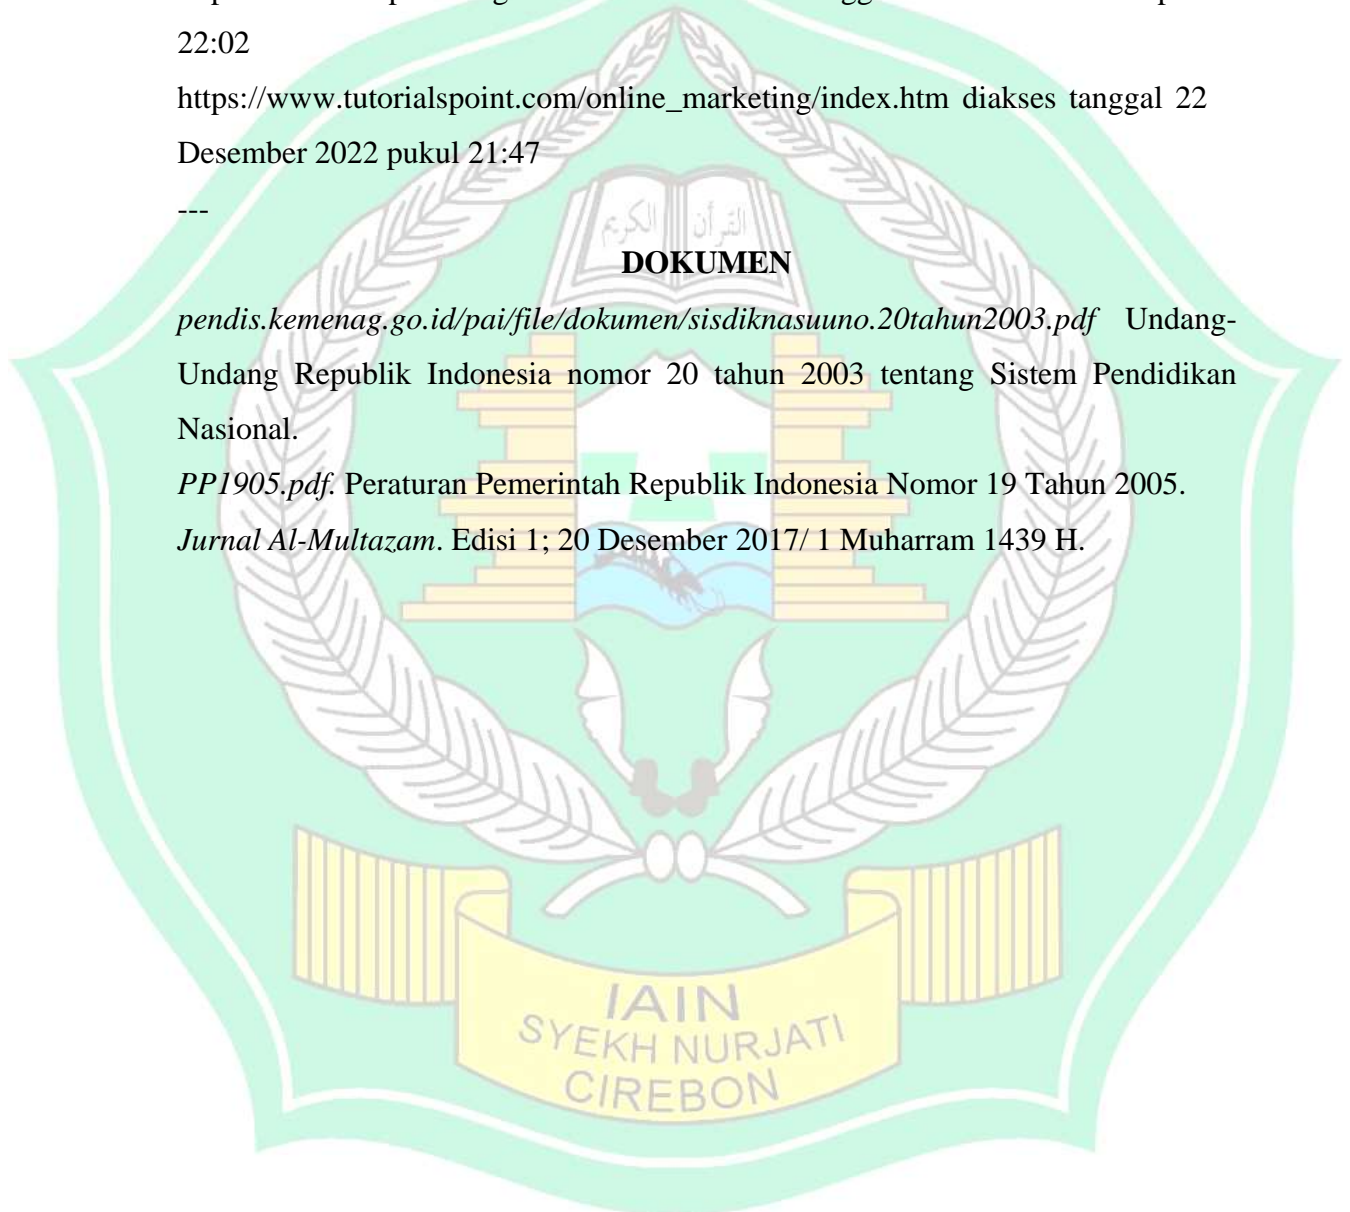 22:02
https://www.tutorialspoint.com/online_marketing/index.htm diakses tanggal 22
Desember 2022 pukul 21:47
---
القرآن الكريم
DOKUMEN
pendis.kemenag.go.id/pai/file/dokumen/sisdiknasuuno.20tahun2003.pdf Undang-
Undang Republik Indonesia nomor 20 tahun 2003 tentang Sistem Pendidikan
Nasional.
PP1905.pdf. Peraturan Pemerintah Republik Indonesia Nomor 19 Tahun 2005.
Jurnal Al-Multazam. Edisi 1; 20 Desember 2017/ 1 Muharram 1439 H.
IAIN
SYEKH NURJATI
CIREBON